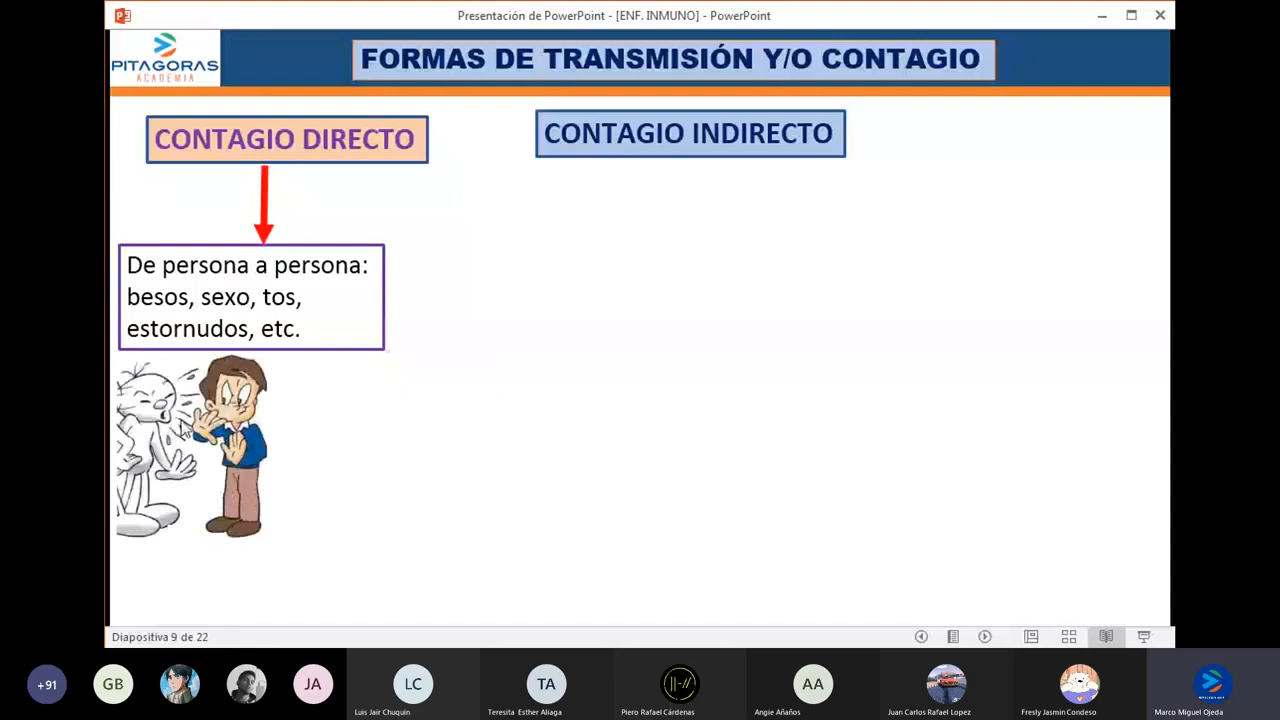 Presentación de PowerPoint - [ENF. INMUNO] - PowerPoint
PITAGORAS
ACADEMIA
FORMAS DE TRANSMISIÓN Y/O CONTAGIO
CONTAGIO DIRECTO
CONTAGIO INDIRECTO
De persona a persona:
besos, sexo, tos,
estornudos, etc.
Diapositiva 9 de 22
+91
GB
JA
LC
TA
AA
Luis Jair Chuquin
Teresita Esther Aliaga
Piero Rafael Cárdenas
Angie Añaños
Juan Carlos Rafael Lopez
Fresly Jasmin Condeso
Marco Miguel Ojeda